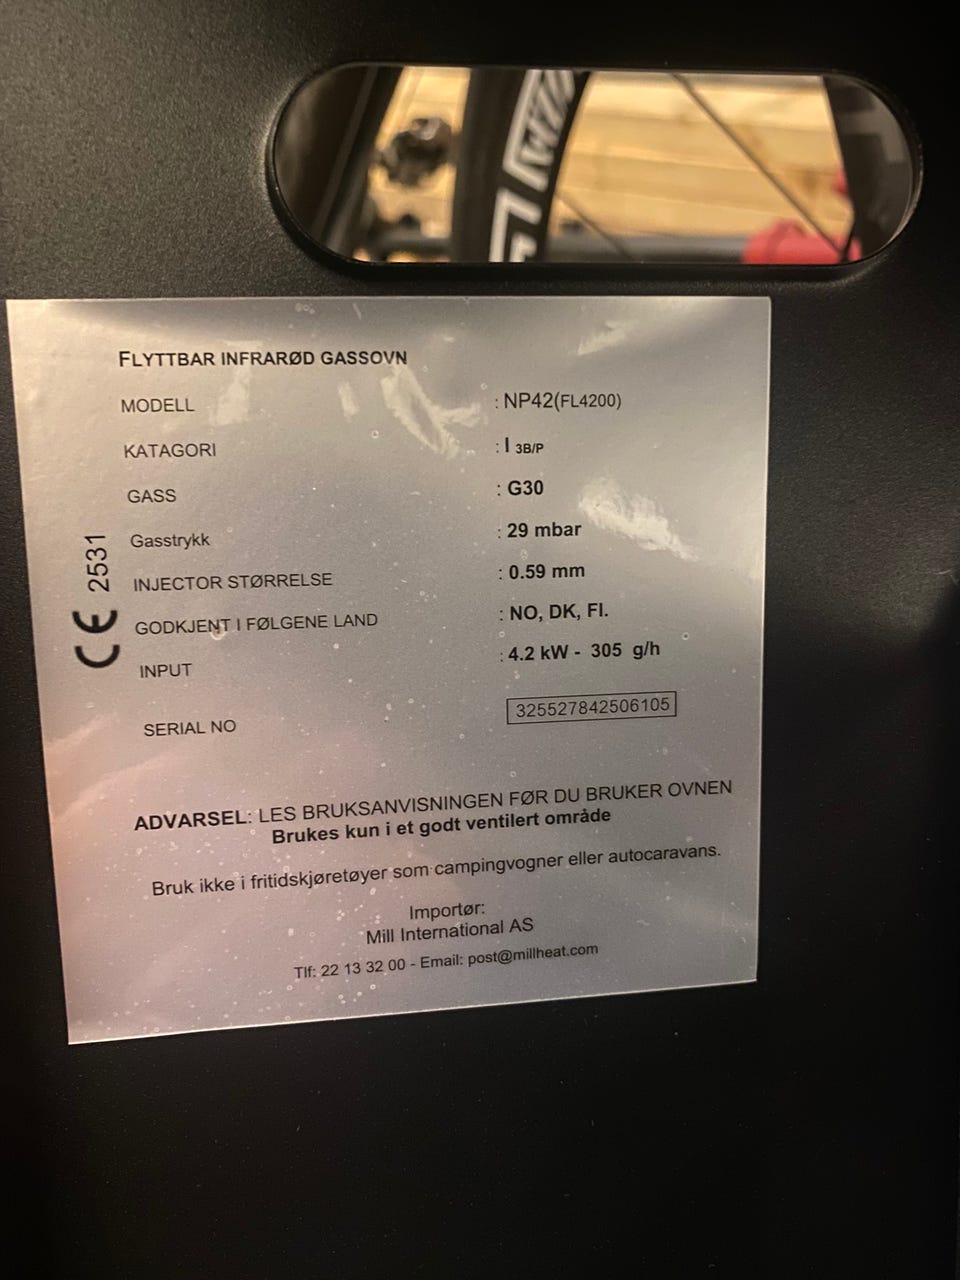 FLYTTBAR INFRARØD GASSOVN
MODELL : NP42(FL4200)
KATAGORI : I 3B/P
GASS : G30
Gasstrykk : 29 mbar
INJECTOR STØRRELSE : 0.59 mm
GODKJENT I FØLGENE LAND : NO, DK, FI.
INPUT : 4.2 kW - 305 g/h
SERIAL NO 325527842506105
CE 2531
ADVARSEL: LES BRUKSANVISNINGEN FØR DU BRUKER OVNEN
Brukes kun i et godt ventilert område
Bruk ikke i fritidskjøretøyer som campingvogner eller autocaravans.
Importør:
Mill International AS
Tlf: 22 13 32 00 - Email: post@millheat.com